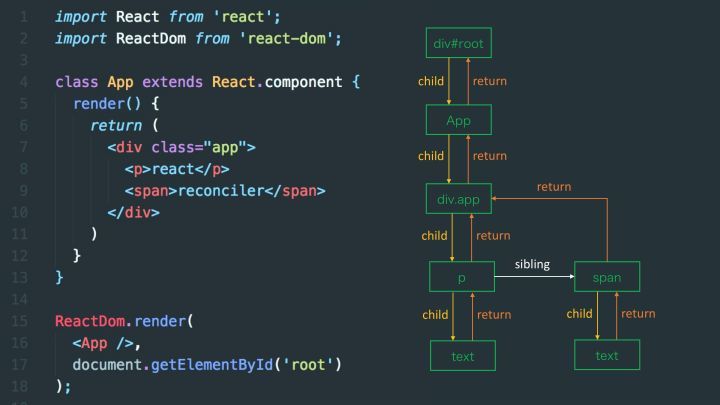 1 import React from 'react';
2 import ReactDom from 'react-dom';
3
4 class App extends React.component {
5 render() {
6 return (
7 <div class="app">
8 <p>react</p>
9 <span>reconciler</span>
10 </div>
11 )
12 }
13 }
14
15 ReactDom.render(
16 <App />,
17 document.getElementById('root')
18 );
div#root
child return
App
child return
div.app
return
child return
sibling
p span
child return child return
text text